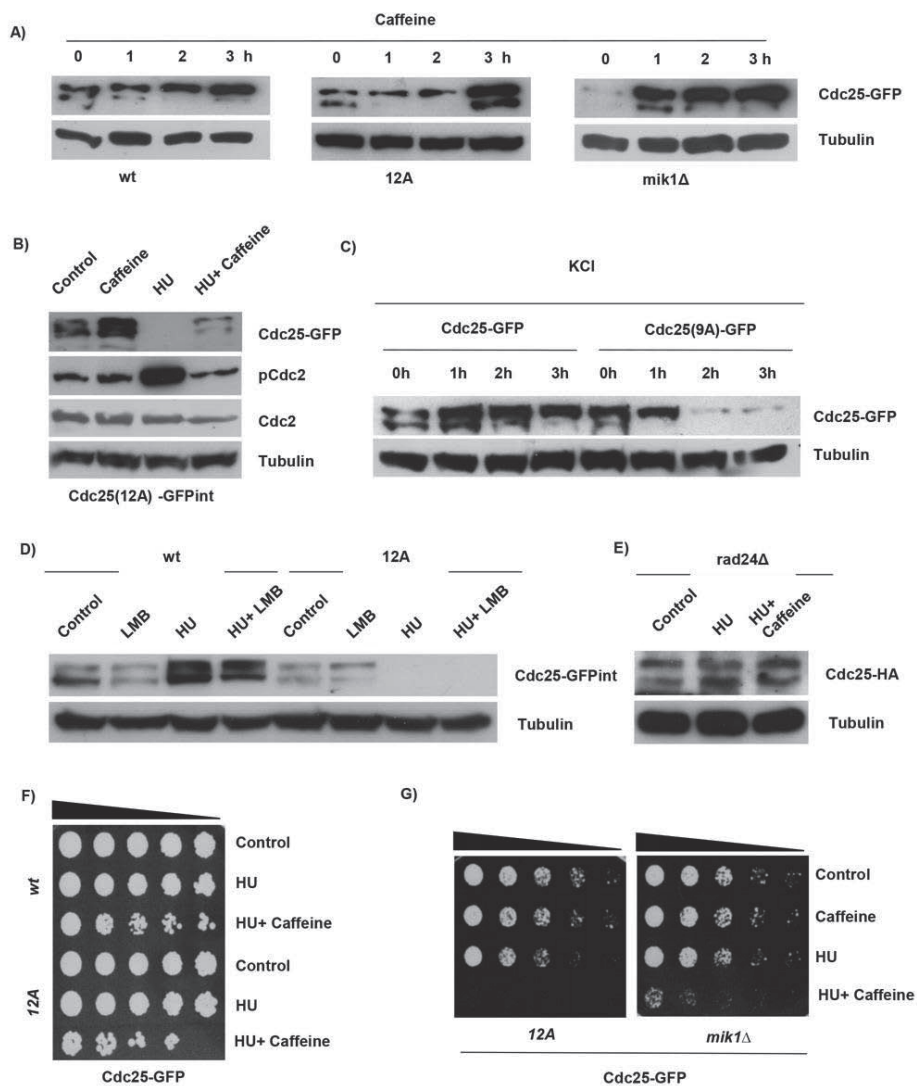 A)
Caffeine
0 1 2 3 h 0 1 2 3 h 0 1 2 3 h
Cdc25-GFP
Tubulin
wt 12A mik1Δ
B)
Control Caffeine HU HU+ Caffeine
Cdc25-GFP
pCdc2
Cdc2
Tubulin
Cdc25(12A) -GFPint
C)
KCl
Cdc25-GFP Cdc25(9A)-GFP
0h 1h 2h 3h 0h 1h 2h 3h
Cdc25-GFP
Tubulin
D)
wt 12A
Control LMB HU HU+ LMB Control LMB HU HU+ LMB
Cdc25-GFPint
Tubulin
E)
rad24Δ
Control HU HU+ Caffeine
Cdc25-HA
Tubulin
F)
wt
Control
HU
HU+ Caffeine
12A
Control
HU
HU+ Caffeine
Cdc25-GFP
G)
Control
Caffeine
HU
HU+ Caffeine
12A mik1Δ
Cdc25-GFP